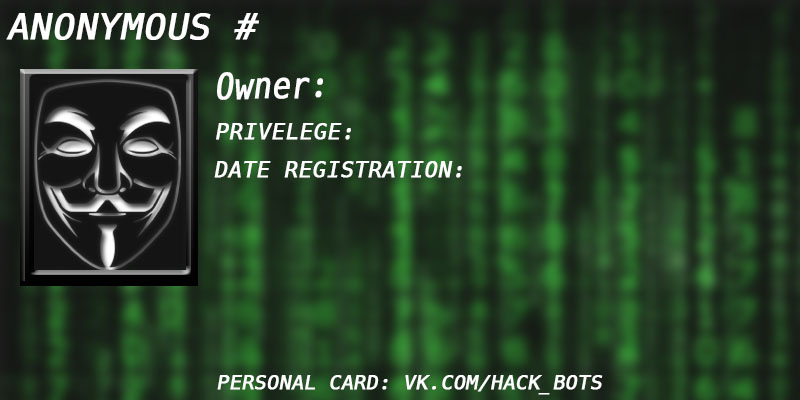 ANONYMOUS #
Owner:
PRIVELEGE:
DATE REGISTRATION:
PERSONAL CARD: VK.COM/HACK_BOTS